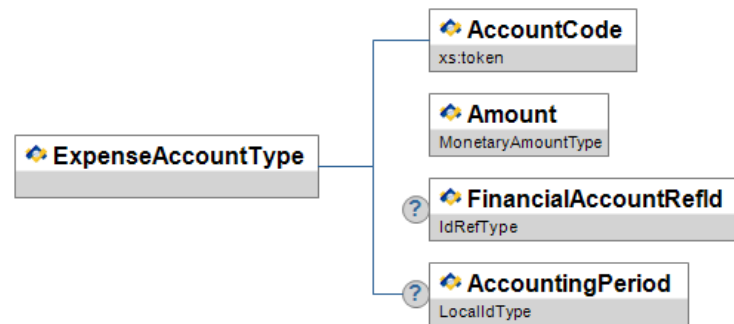 AccountCode
xs:token
Amount
MonetaryAmountType
ExpenseAccountType
?
FinancialAccountRefId
IdRefType
?
AccountingPeriod
LocalIdType